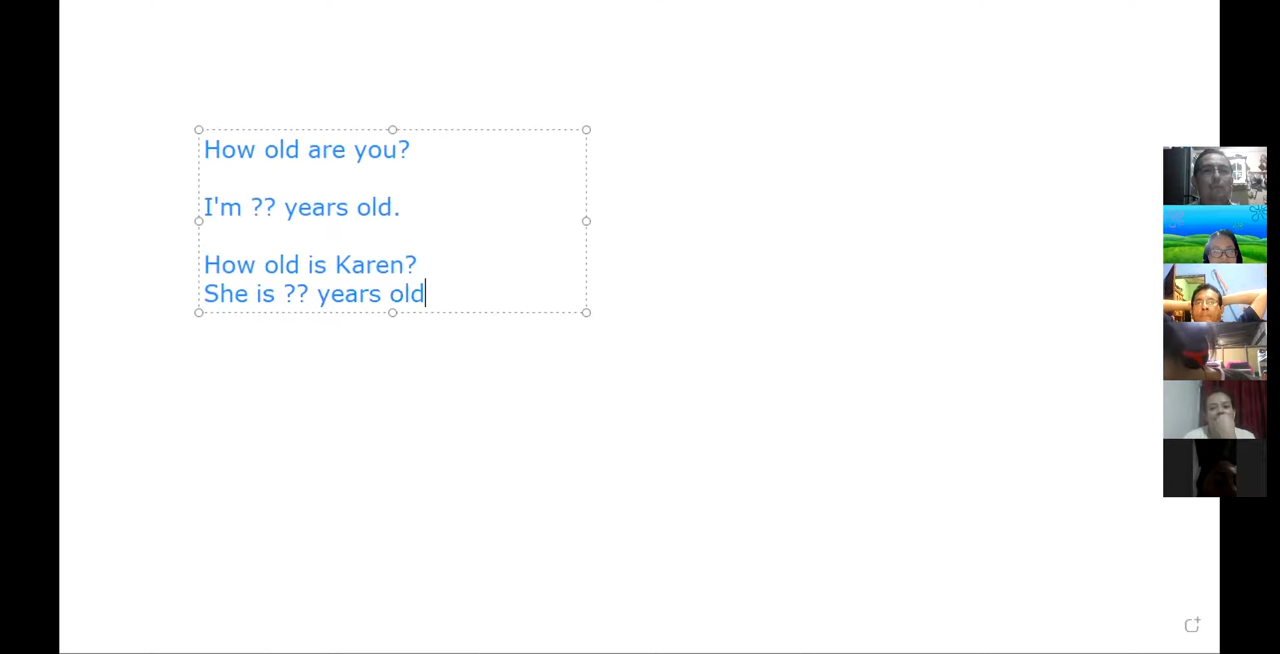 How old are you?
I'm ?? years old.
How old is Karen?
She is ?? years old